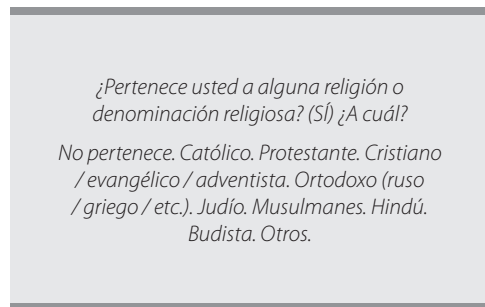 ¿Pertenece usted a alguna religión o
denominación religiosa? (SÍ) ¿A cuál?
No pertenece. Católico. Protestante. Cristiano
/ evangélico / adventista. Ortodoxo (ruso
/ griego / etc.). Judío. Musulmanes. Hindú.
Budista. Otros.